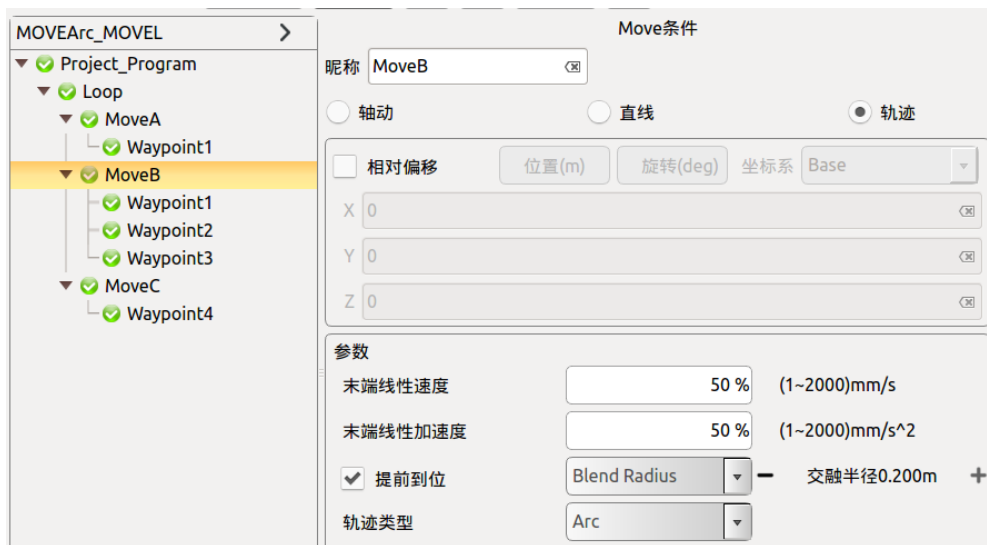 MOVEArc_MOVEL
Project_Program
Loop
MoveA
Waypoint1
MoveB
Waypoint1
Waypoint2
Waypoint3
MoveC
Waypoint4
Move条件
昵称 MoveB
轴动 直线 轨迹
相对偏移 位置(m) 旋转(deg) 坐标系 Base
X 0
Y 0
Z 0
参数
末端线性速度 50 % (1~2000)mm/s
末端线性加速度 50 % (1~2000)mm/s^2
提前到位 Blend Radius 交融半径0.200m
轨迹类型 Arc